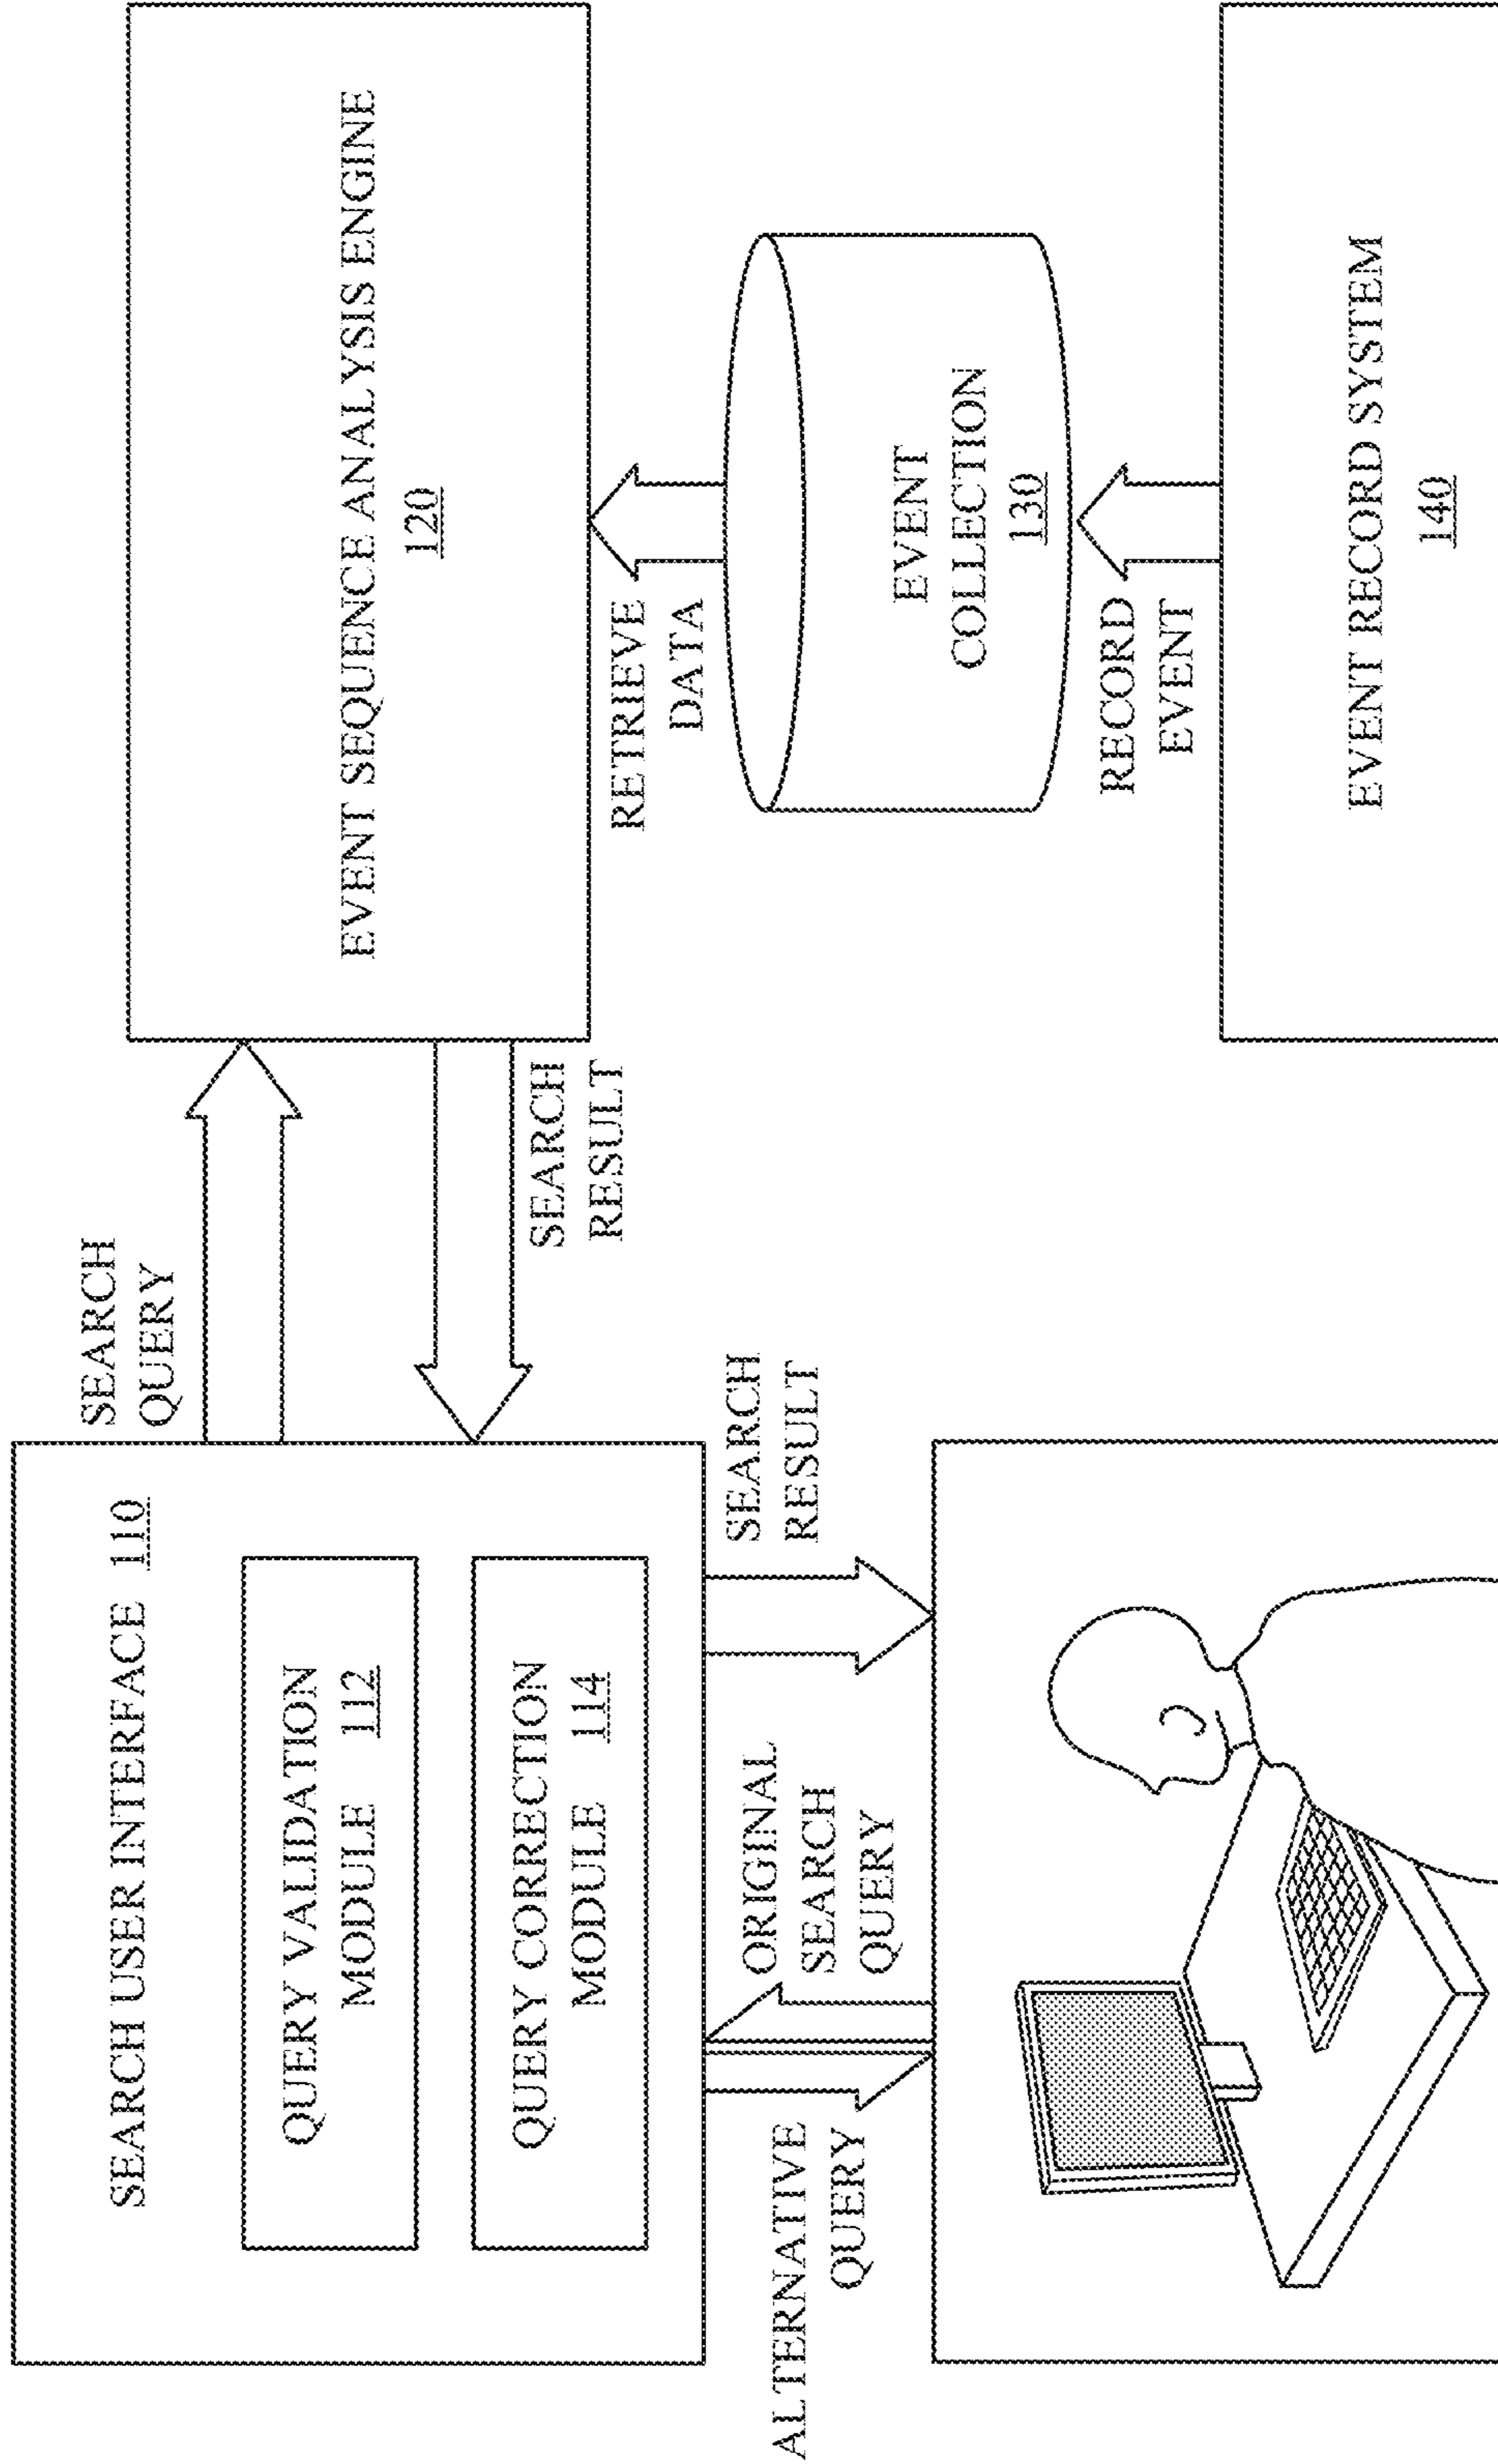 SEARCH USER INTERFACE 110
QUERY VALIDATION
MODULE 112
QUERY CORRECTION
MODULE 114
SEARCH
QUERY
SEARCH
RESULT
EVENT SEQUENCE ANALYSIS ENGINE
120
ALTERNATIVE
QUERY
ORIGINAL
SEARCH
QUERY
SEARCH
RESULT
RETRIEVE
DATA
EVENT
COLLECTION
130
RECORD
EVENT
EVENT RECORD SYSTEM
140